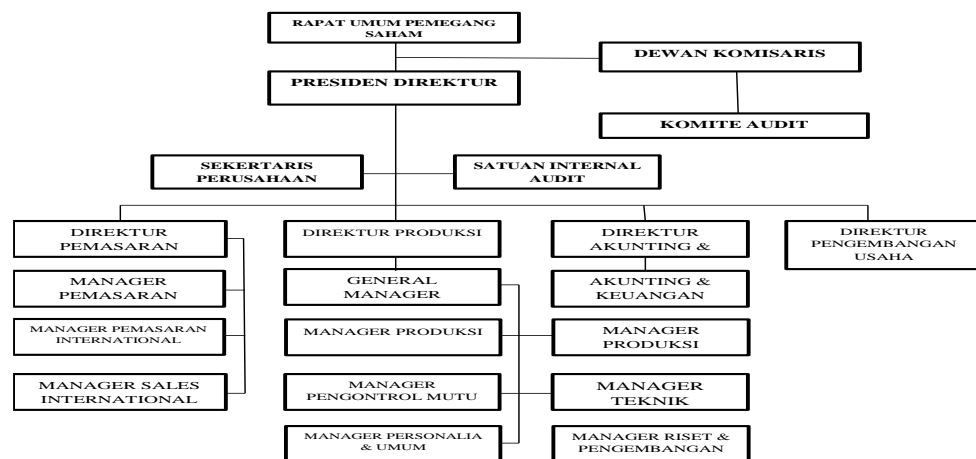 RAPAT UMUM PEMEGANG
SAHAM
DEWAN KOMISARIS
PRESIDEN DIREKTUR
KOMITE AUDIT
SEKERTARIS
PERUSAHAAN
SATUAN INTERNAL
AUDIT
DIREKTUR
PEMASARAN
DIREKTUR PRODUKSI
DIREKTUR
AKUNTING &
DIREKTUR
PENGEMBANGAN
USAHA
MANAGER
PEMASARAN
GENERAL
MANAGER
AKUNTING &
KEUANGAN
MANAGER PEMASARAN
INTERNATIONAL
MANAGER PRODUKSI
MANAGER
PRODUKSI
MANAGER SALES
INTERNATIONAL
MANAGER
PENGONTROL MUTU
MANAGER
TEKNIK
MANAGER PERSONALIA
& UMUM
MANAGER RISET &
PENGEMBANGAN